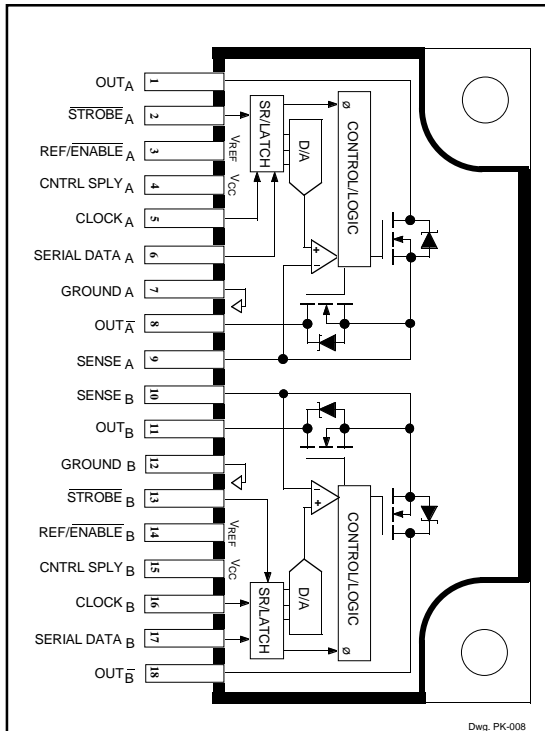 OUTA 1
STROBEA 2
REF/ENABLEA 3 VREF
CNTRL SPLYA 4 VCC
CLOCKA 5
SERIAL DATAA 6
GROUNDA 7
OUTA 8
SENSEA 9
SENSEB 10
OUTB 11
GROUNDB 12
STROBEB 13
REF/ENABLEB 14 VREF
CNTRL SPLYB 15 VCC
CLOCKB 16
SERIAL DATAB 17
OUTB 18
SR/LATCH
D/A
CONTROL/LOGIC
Ø
+
–
–
+
SR/LATCH
D/A
CONTROL/LOGIC
Ø
Dwg. PK-008